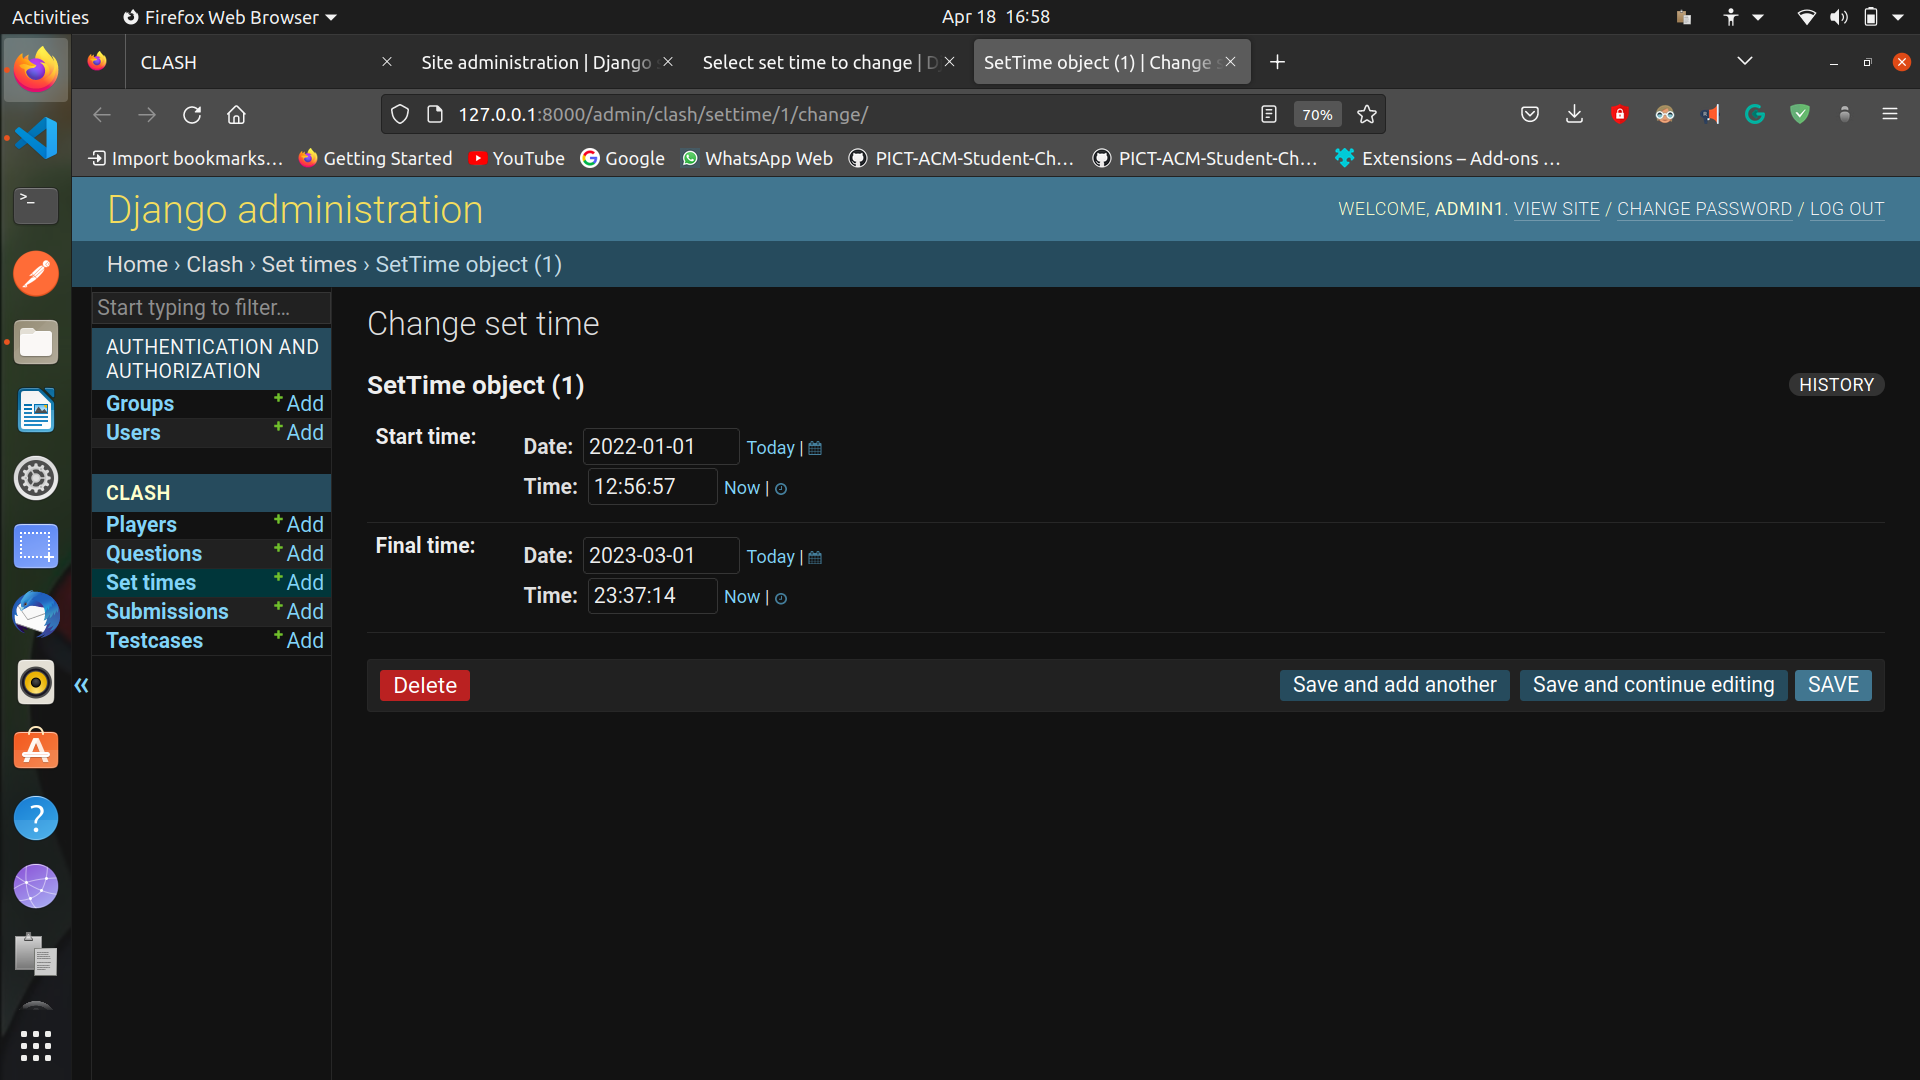 Activities
Firefox Web Browser
Apr 18 16:58
CLASH
Site administration | Django
Select set time to change | D
SetTime object (1) | Change
127.0.0.1:8000/admin/clash/settime/1/change/
70%
Import bookmarks...
Getting Started
YouTube
Google
WhatsApp Web
PICT-ACM-Student-Ch...
PICT-ACM-Student-Ch...
Extensions – Add-ons ...
Django administration
WELCOME, ADMIN1. VIEW SITE / CHANGE PASSWORD / LOG OUT
Home › Clash › Set times › SetTime object (1)
Start typing to filter...
AUTHENTICATION AND
AUTHORIZATION
Groups + Add
Users + Add
CLASH
Players + Add
Questions + Add
Set times + Add
Submissions + Add
Testcases + Add
«
Change set time
SetTime object (1)
HISTORY
Start time:
Date: 2022-01-01 Today |
Time: 12:56:57 Now |
Final time:
Date: 2023-03-01 Today |
Time: 23:37:14 Now |
Delete
Save and add another
Save and continue editing
SAVE